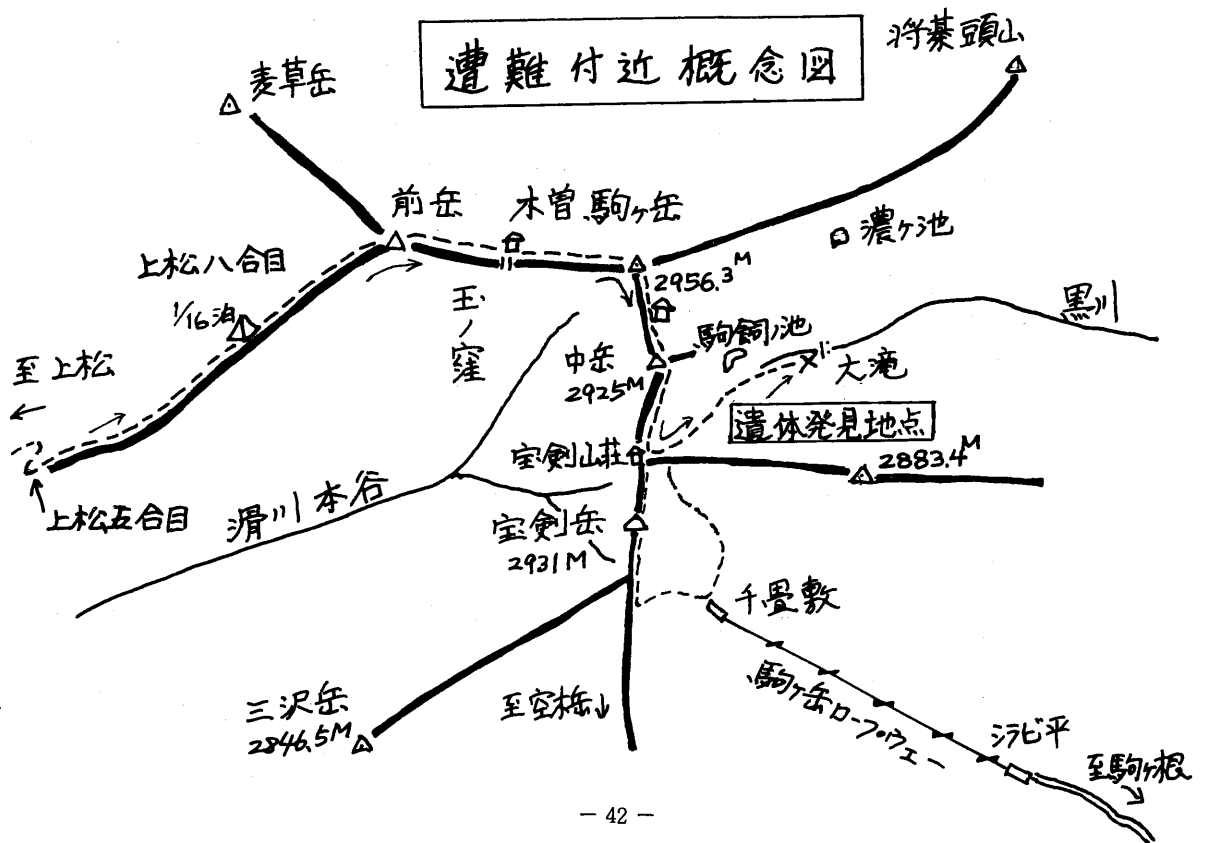 遭難付近概念図
将棊頭山
麦草岳
前岳
木曽駒ヶ岳
濃ヶ池
上松八合目
1/16泊
2956.3M
玉ノ窪
黒川
駒飼ノ池
中岳
2925M
大滝
至上松
遺体発見地点
宝剣山荘
2883.4M
上松五合目
滑川本谷
宝剣岳
2931M
千畳敷
三沢岳
2846.5M
至空木岳
駒ヶ岳ロープウェー
シラビ平
至駒ヶ根
- 42 -